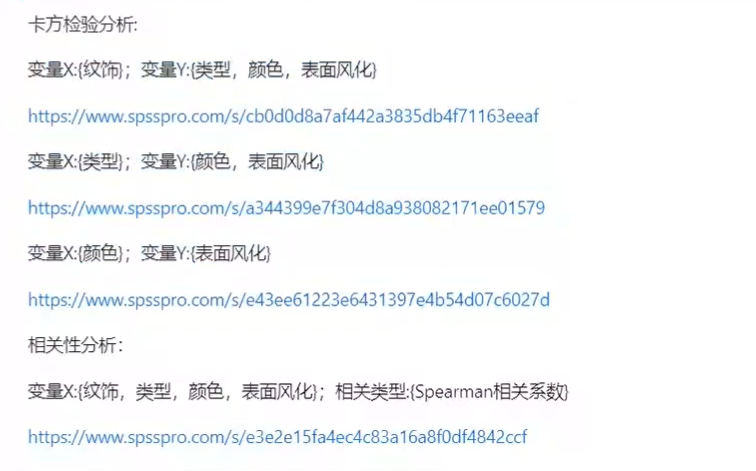 卡方检验分析:
变量X:{纹饰}；变量Y:{类型，颜色，表面风化}
https://www.spsspro.com/s/cb0d0d8a7af442a3835db4f71163eeaf
变量X:{类型}；变量Y:{颜色，表面风化}
https://www.spsspro.com/s/a344399e7f304d8a938082171ee01579
变量X:{颜色}；变量Y:{表面风化}
https://www.spsspro.com/s/e43ee61223e6431397e4b54d07c6027d
相关性分析：
变量X:{纹饰，类型，颜色，表面风化}；相关类型:{Spearman相关系数}
https://www.spsspro.com/s/e3e2e15fa4ec4c83a16a8f0df4842ccf